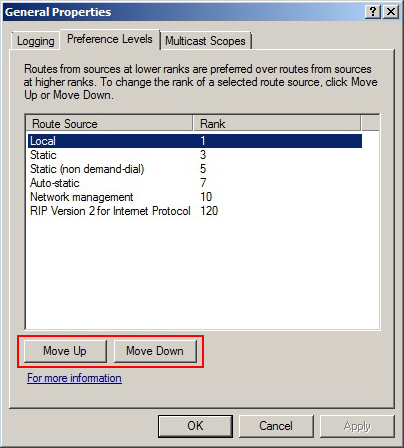 General Properties
Logging Preference Levels Multicast Scopes
Routes from sources at lower ranks are preferred over routes from sources
at higher ranks. To change the rank of a selected route source, click Move
Up or Move Down.
Route Source Rank
Local 1
Static 3
Static (non demand-dial) 5
Auto-static 7
Network management 10
RIP Version 2 for Internet Protocol 120
Move Up Move Down
For more information
OK Cancel Apply